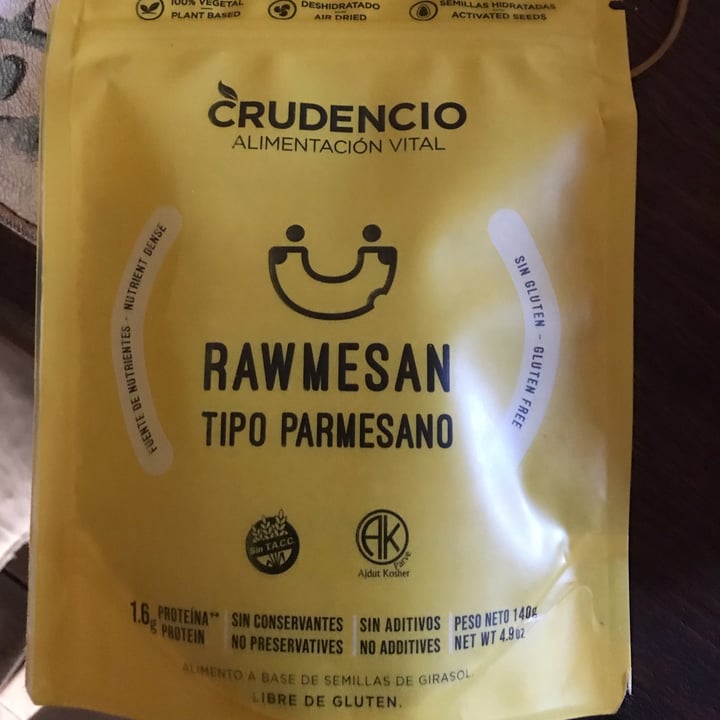 100% VEGETAL
PLANT BASED
DESHIDRATADO
AIR DRIED
SEMILLAS HIDRATADAS
ACTIVATED SEEDS
CRUDENCIO
ALIMENTACIÓN VITAL
FUENTE DE NUTRIENTES - NUTRIENT DENSE
SIN GLUTEN - GLUTEN FREE
RAWMESAN
TIPO PARMESANO
Sin T.A.C.C.
AK
Parve
Ajdut Kosher
1.6g PROTEÍNA**
PROTEIN
SIN CONSERVANTES
NO PRESERVATIVES
SIN ADITIVOS
NO ADDITIVES
PESO NETO 140g
NET WT 4.9oz
ALIMENTO A BASE DE SEMILLAS DE GIRASOL.
LIBRE DE GLUTEN.